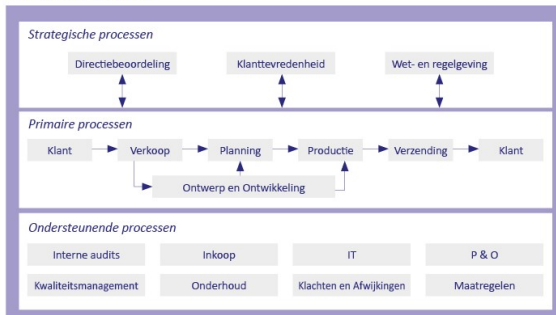 Strategische processen
Directiebeoordeling
Klanttevredenheid
Wet- en regelgeving
Primaire processen
Klant
Verkoop
Planning
Productie
Verzending
Klant
Ontwerp en Ontwikkeling
Ondersteunende processen
Interne audits
Inkoop
IT
P & O
Kwaliteitsmanagement
Onderhoud
Klachten en Afwijkingen
Maatregelen